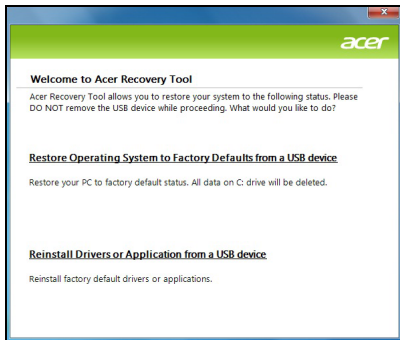 acer
Welcome to Acer Recovery Tool
Acer Recovery Tool allows you to restore your system to the following status. Please
DO NOT remove the USB device while proceeding. What would you like to do?
Restore Operating System to Factory Defaults from a USB device
Restore your PC to factory default status. All data on C: drive will be deleted.
Reinstall Drivers or Application from a USB device
Reinstall factory default drivers or applications.